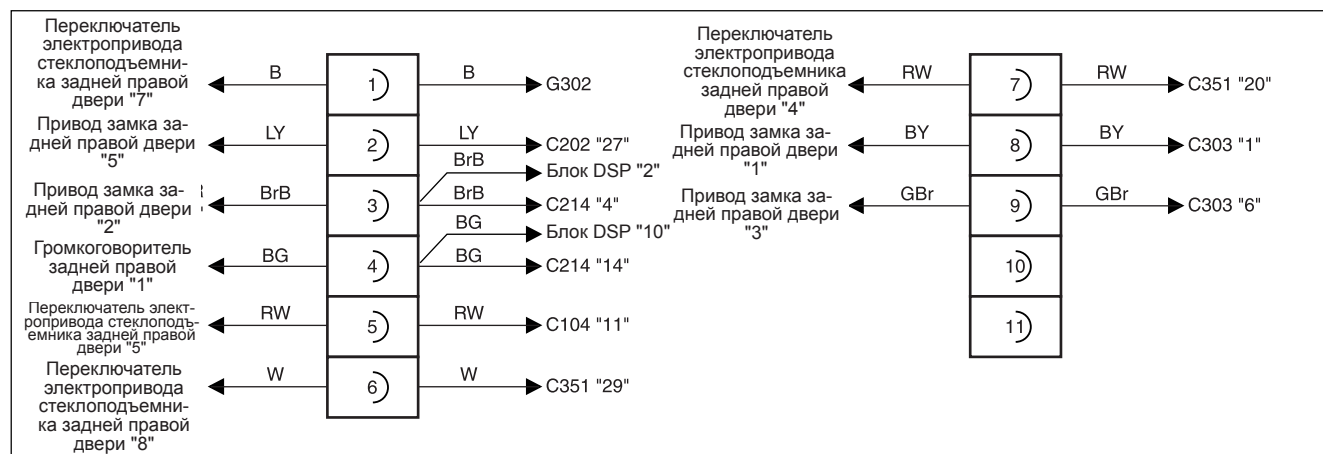 Переключатель
электропривода
стеклоподъемни-
ка задней правой
двери "7"
B
1
B
G302
Привод замка за-
дней правой двери
"5"
LY
2
LY
C202 "27"
BrB
Блок DSP "2"
Привод замка за-
дней правой двери
"2"
BrB
3
BrB
C214 "4"
BG
Блок DSP "10"
Громкоговоритель
задней правой
двери "1"
BG
4
BG
C214 "14"
Переключатель элект-
ропривода стеклоподъ-
емника задней правой
двери "5"
RW
5
RW
C104 "11"
Переключатель
электропривода
стеклоподъемни-
ка задней правой
двери "8"
W
6
W
C351 "29"
Переключатель
электропривода
стеклоподъемника
задней правой
двери "4"
RW
7
RW
C351 "20"
Привод замка за-
дней правой двери
"1"
BY
8
BY
C303 "1"
Привод замка за-
дней правой двери
"3"
GBr
9
GBr
C303 "6"
10
11